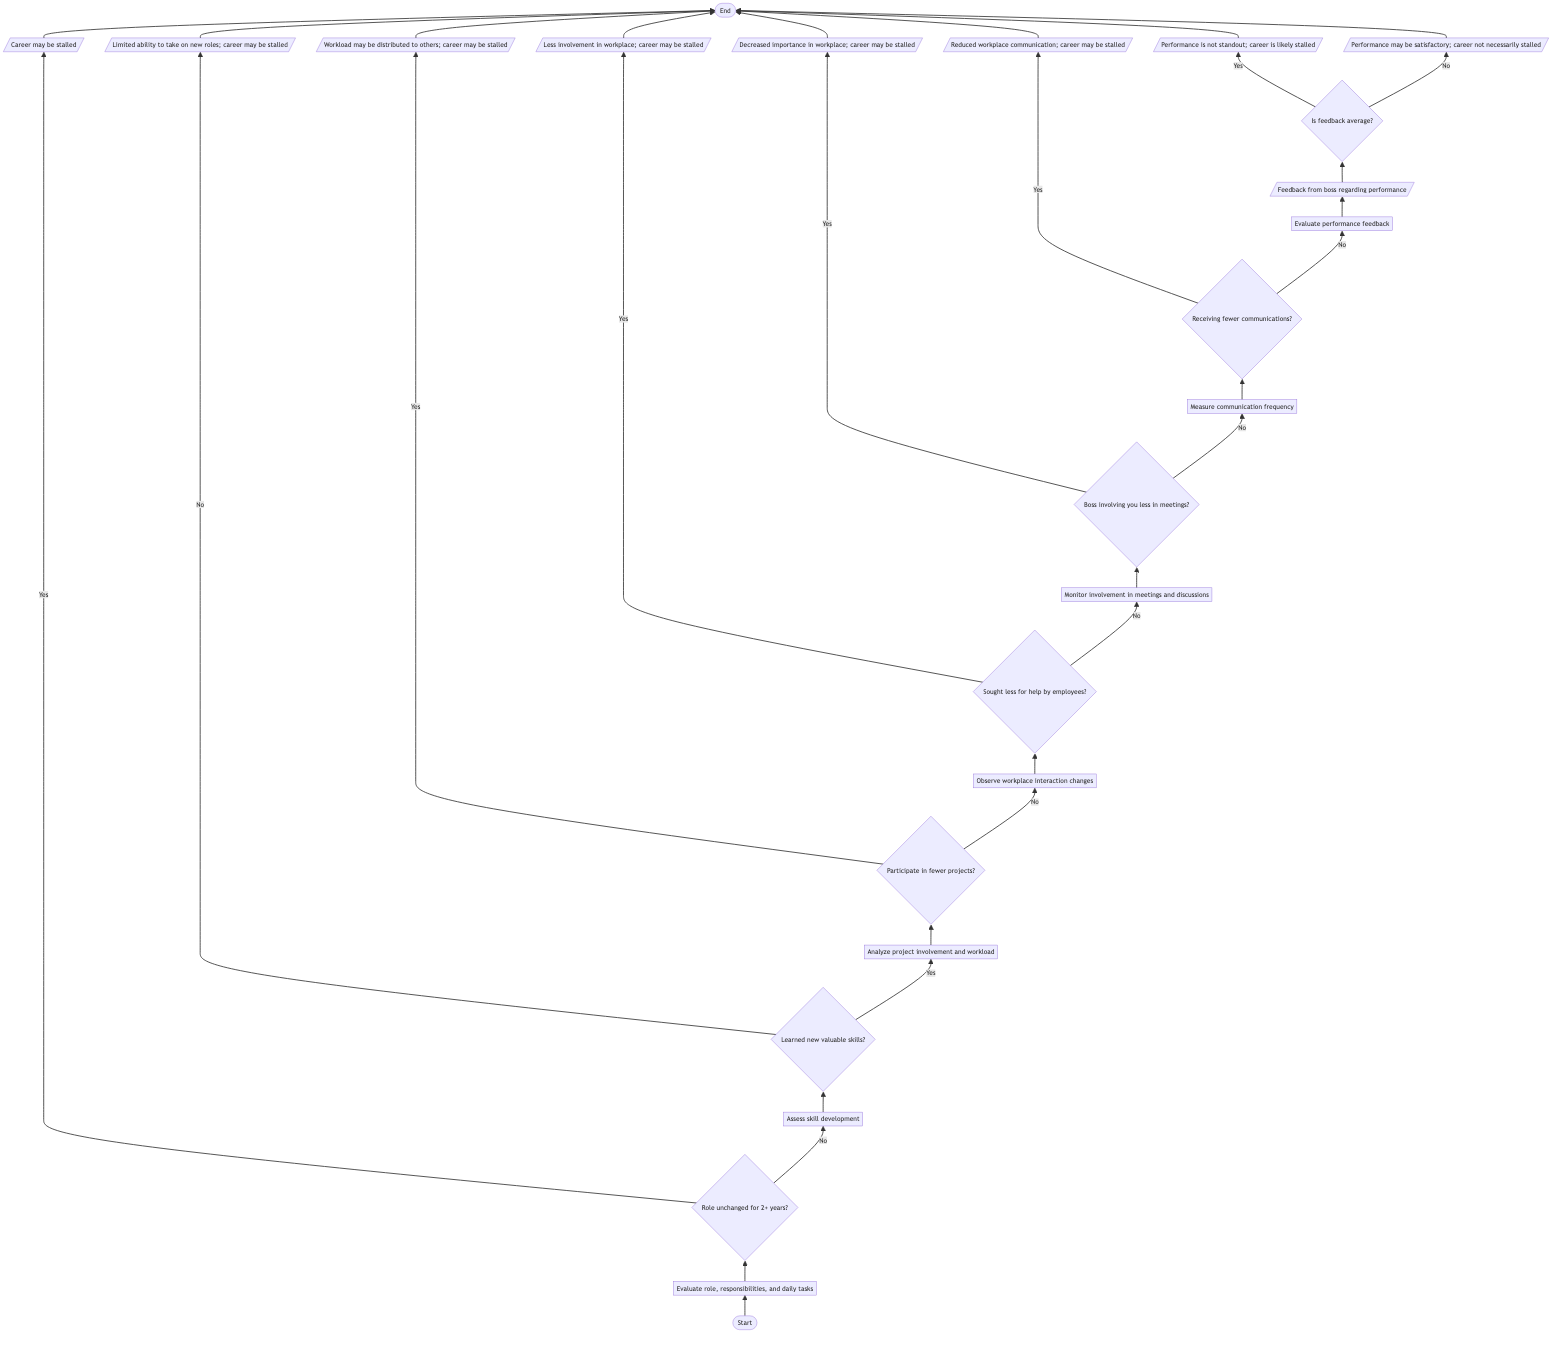 End
Career may be stalled
Limited ability to take on new roles; career may be stalled
Workload may be distributed to others; career may be stalled
Less involvement in workplace; career may be stalled
Decreased importance in workplace; career may be stalled
Reduced workplace communication; career may be stalled
Performance is not standout; career is likely stalled
Performance may be satisfactory; career not necessarily stalled
Yes
No
Is feedback average?
Feedback from boss regarding performance
Yes
Evaluate performance feedback
Yes
No
Receiving fewer communications?
Yes
Measure communication frequency
Yes
No
Boss involving you less in meetings?
No
Monitor involvement in meetings and discussions
Yes
No
Sought less for help by employees?
Observe workplace interaction changes
No
Participate in fewer projects?
Analyze project involvement and workload
Yes
Learned new valuable skills?
Assess skill development
No
Role unchanged for 2+ years?
Evaluate role, responsibilities, and daily tasks
Start